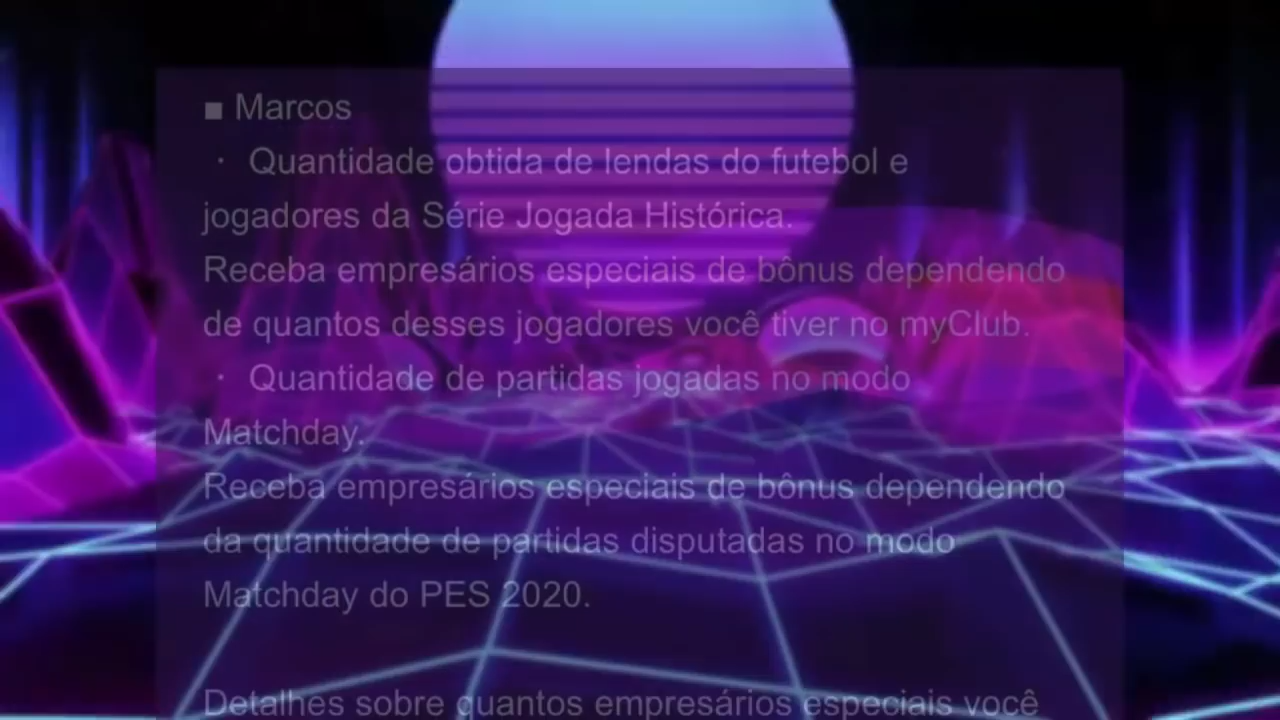 ■ Marcos
· Quantidade obtida de lendas do futebol e
jogadores da Série Jogada Histórica.
Receba empresários especiais de bônus dependendo
de quantos desses jogadores você tiver no myClub.
· Quantidade de partidas jogadas no modo
Matchday.
Receba empresários especiais de bônus dependendo
da quantidade de partidas disputadas no modo
Matchday do PES 2020.
Detalhes sobre quantos empresários especiais você